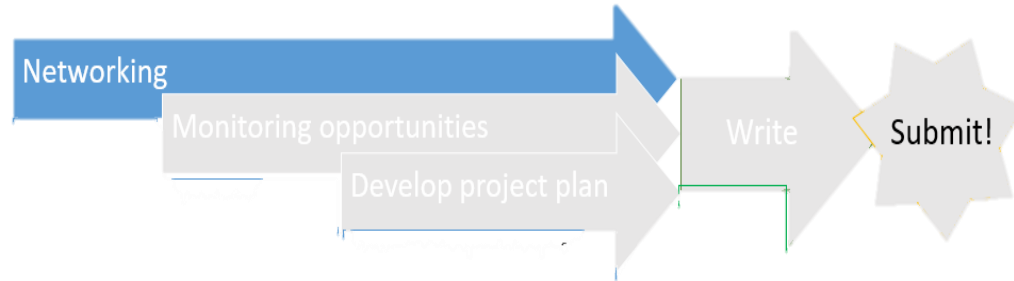 Networking
Monitoring opportunities
Develop project plan
Write
Submit!